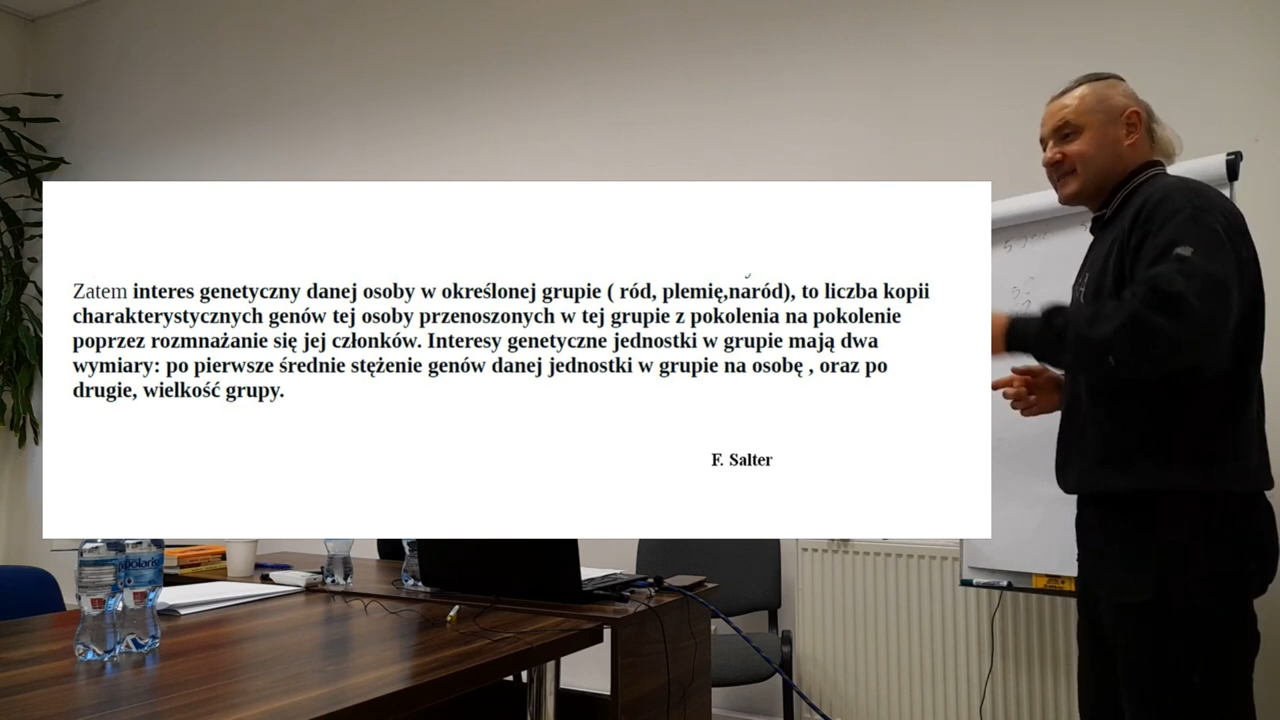 Zatem interes genetyczny danej osoby w określonej grupie ( ród, plemię,naród), to liczba kopii
charakterystycznych genów tej osoby przenoszonych w tej grupie z pokolenia na pokolenie
poprzez rozmnażanie się jej członków. Interesy genetyczne jednostki w grupie mają dwa
wymiary: po pierwsze średnie stężenie genów danej jednostki w grupie na osobę , oraz po
drugie, wielkość grupy.
F. Salter
polaris